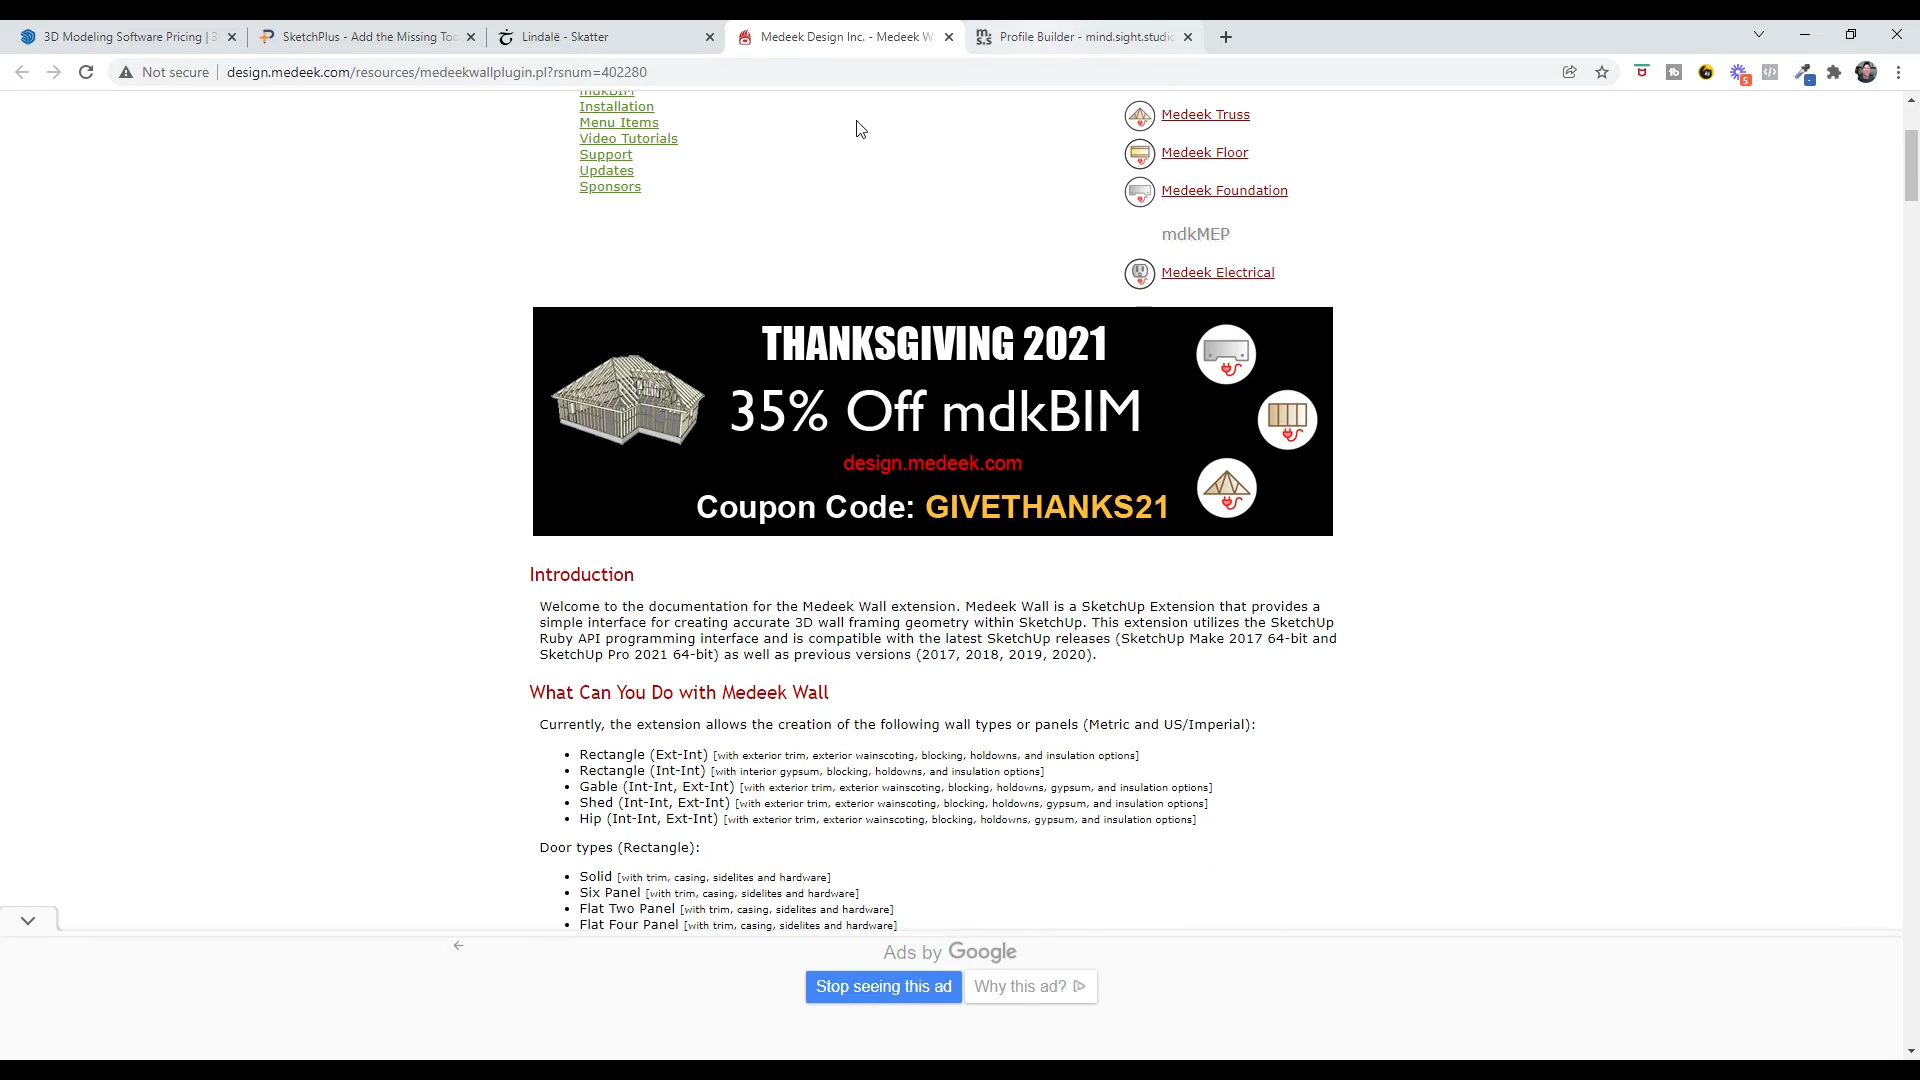 3D Modeling Software Pricing | 3
SketchPlus - Add the Missing Too
Lindalë - Skatter
Medeek Design Inc. - Medeek W
Profile Builder - mind.sight.studio
Not secure
design.medeek.com/resources/medeekwallplugin.pl?rsnum=402280
mdkBIM
Installation
Menu Items
Video Tutorials
Support
Updates
Sponsors
Medeek Truss
Medeek Floor
Medeek Foundation
mdkMEP
Medeek Electrical
THANKSGIVING 2021
35% Off mdkBIM
design.medeek.com
Coupon Code: GIVETHANKS21
Introduction
Welcome to the documentation for the Medeek Wall extension. Medeek Wall is a SketchUp Extension that provides a
simple interface for creating accurate 3D wall framing geometry within SketchUp. This extension utilizes the SketchUp
Ruby API programming interface and is compatible with the latest SketchUp releases (SketchUp Make 2017 64-bit and
SketchUp Pro 2021 64-bit) as well as previous versions (2017, 2018, 2019, 2020).
What Can You Do with Medeek Wall
Currently, the extension allows the creation of the following wall types or panels (Metric and US/Imperial):
• Rectangle (Ext-Int) [with exterior trim, exterior wainscoting, blocking, holdowns, and insulation options]
• Rectangle (Int-Int) [with interior gypsum, blocking, holdowns, and insulation options]
• Gable (Int-Int, Ext-Int) [with exterior trim, exterior wainscoting, blocking, holdowns, gypsum, and insulation options]
• Shed (Int-Int, Ext-Int) [with exterior trim, exterior wainscoting, blocking, holdowns, gypsum, and insulation options]
• Hip (Int-Int, Ext-Int) [with exterior trim, exterior wainscoting, blocking, holdowns, gypsum, and insulation options]
Door types (Rectangle):
• Solid [with trim, casing, sidelites and hardware]
• Six Panel [with trim, casing, sidelites and hardware]
• Flat Two Panel [with trim, casing, sidelites and hardware]
• Flat Four Panel [with trim, casing, sidelites and hardware]
Ads by Google
Stop seeing this ad
Why this ad?